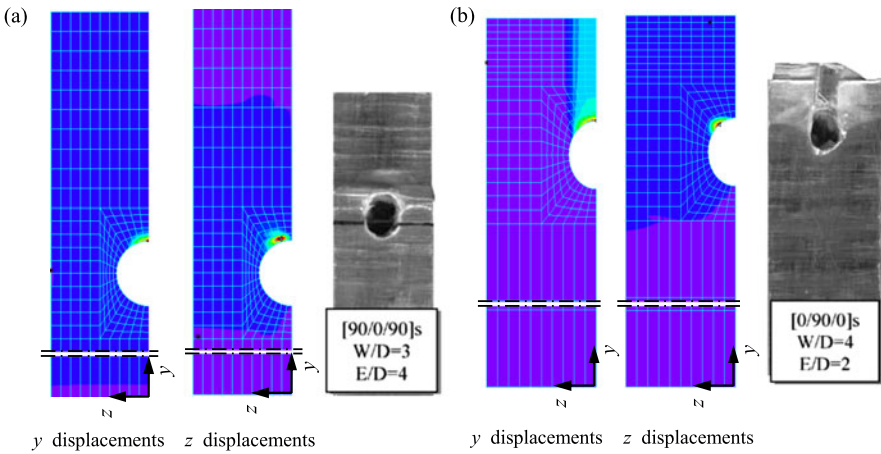 (a)
[90/0/90]s
W/D=3
E/D=4
y
z
y
z
y displacements
z displacements
(b)
[0/90/0]s
W/D=4
E/D=2
y
z
y
z
y displacements
z displacements